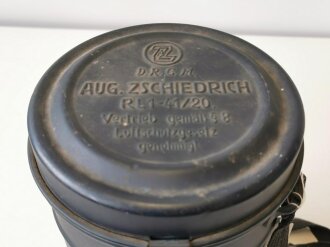 D.R.G.M.
AUG. ZSCHIEDRICH
RL1-41/20
Vertrieb gemäß § 8
Luftschutzgesetz
genehmigt